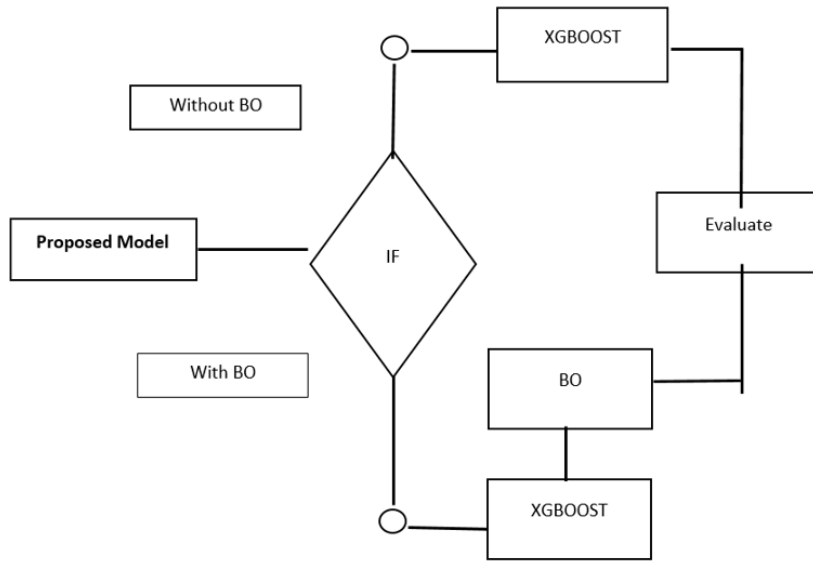 XGBOOST
Without BO
Evaluate
Proposed Model
IF
With BO
BO
XGBOOST